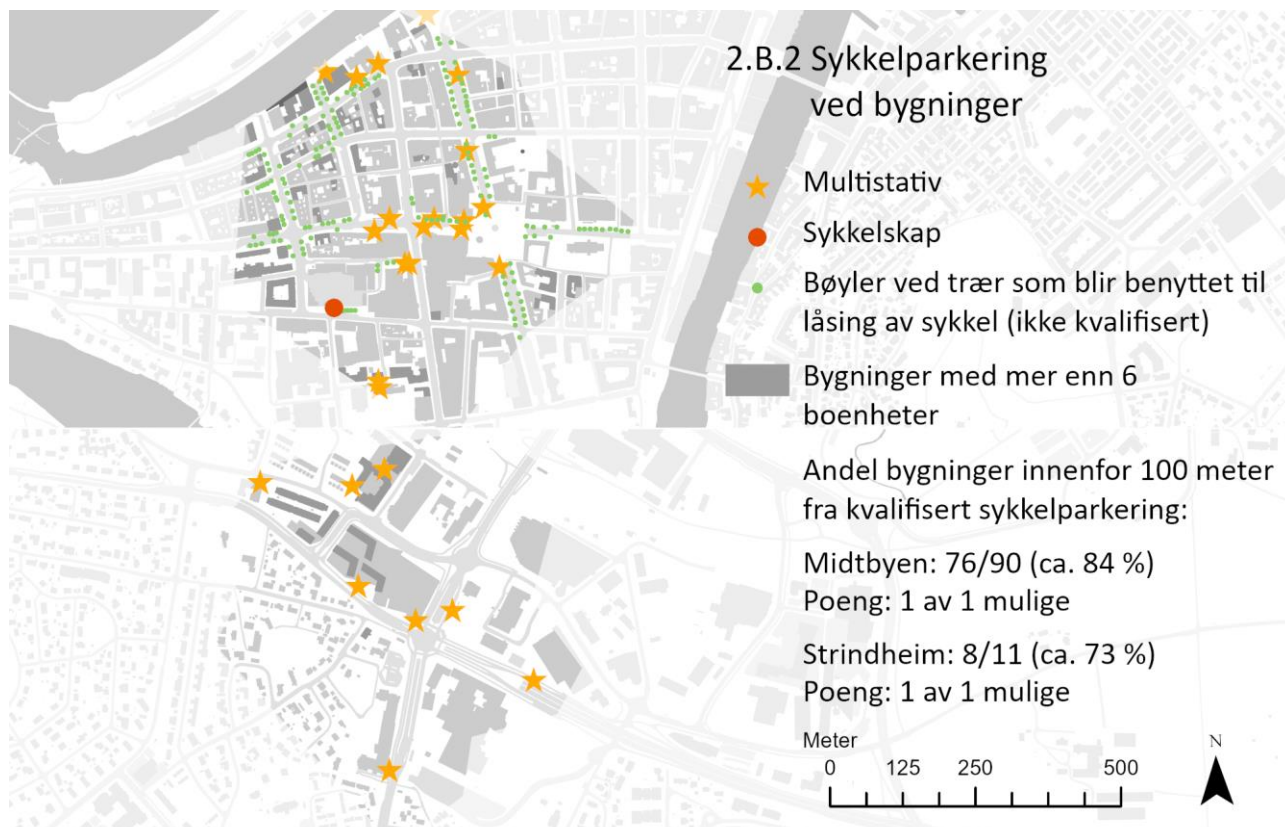 2.B.2 Sykkelparkering
ved bygninger
Multistativ
Sykkelskap
Bøyler ved trær som blir benyttet til
låsing av sykkel (ikke kvalifisert)
Bygninger med mer enn 6
boenheter
Andel bygninger innenfor 100 meter
fra kvalifisert sykkelparkering:
Midtbyen: 76/90 (ca. 84 %)
Poeng: 1 av 1 mulige
Strindheim: 8/11 (ca. 73 %)
Poeng: 1 av 1 mulige
Meter
0 125 250 500
N